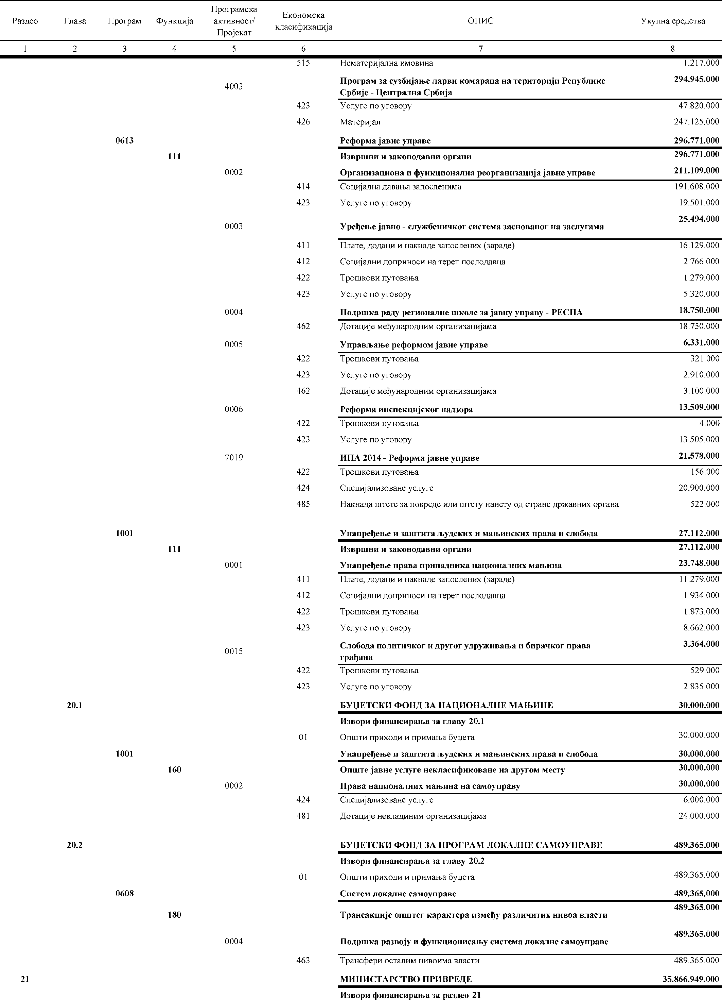 Раздео Глава Програм Функција Програмска активност/ Пројекат Економска класификација ОПИС Укупна средства
1 2 3 4 5 6 7 8
515 Нематеријална имовина 1.217.000
4003 Програм за сузбијање ларви комараца на територији Републике 294.945.000
Србије - Централна Србија
423 Услуге по уговору 47.820.000
426 Материјал 247.125.000
0613 Реформа јавне управе 296.771.000
111 Извршни и законодавни органи 296.771.000
0002 Организациона и функционална реорганизација јавне управе 211.109.000
414 Социјална давања запосленима 191.608.000
423 Услуге по уговору 19.501.000
0003 Уређење јавно - службеничког система заснованог на заслугама 25.494.000
411 Плате, додаци и накнаде запослених (зараде) 16.129.000
412 Социјални доприноси на терет послодавца 2.766.000
422 Трошкови путовања 1.279.000
423 Услуге по уговору 5.320.000
0004 Подршка раду регионалне школе за јавну управу - РЕСПА 18.750.000
462 Дотације међународним организацијама 18.750.000
0005 Управљање реформом јавне управе 6.331.000
422 Трошкови путовања 321.000
423 Услуге по уговору 2.910.000
462 Дотације међународним организацијама 3.100.000
0006 Реформа инспекцијског надзора 13.509.000
422 Трошкови путовања 4.000
423 Услуге по уговору 13.505.000
7019 ИПА 2014 - Реформа јавне управе 21.578.000
422 Трошкови путовања 156.000
424 Специјализоване услуге 20.900.000
485 Накнада штете за повреде или штету нанету од стране државних органа 522.000
1001 Унапређење и заштита људских и мањинских права и слобода 27.112.000
111 Извршни и законодавни органи 27.112.000
0001 Унапређење права припадника националних мањина 23.748.000
411 Плате, додаци и накнаде запослених (зараде) 11.279.000
412 Социјални доприноси на терет послодавца 1.934.000
422 Трошкови путовања 1.873.000
423 Услуге по уговору 8.662.000
0015 Слобода политичког и другог удруживања и бирачког права 3.364.000
грађана
422 Трошкови путовања 529.000
423 Услуге по уговору 2.835.000
20.1 БУЏЕТСКИ ФОНД ЗА НАЦИОНАЛНЕ МАЊИНЕ 30.000.000
Извори финансирања за главу 20.1
01 Општи приходи и примања буџета 30.000.000
1001 Унапређење и заштита људских и мањинских права и слобода 30.000.000
160 Опште јавне услуге некласификоване на другом месту 30.000.000
0002 Права националних мањина на самоуправу 30.000.000
424 Специјализоване услуге 6.000.000
481 Дотације невладиним организацијама 24.000.000
20.2 БУЏЕТСКИ ФОНД ЗА ПРОГРАМ ЛОКАЛНЕ САМОУПРАВЕ 489.365.000
Извори финансирања за главу 20.2
01 Општи приходи и примања буџета 489.365.000
0608 Систем локалне самоуправе 489.365.000
180 Трансакције општег карактера између различитих нивоа власти 489.365.000
0004 Подршка развоју и функционисању система локалне самоуправе 489.365.000
463 Трансфери осталим нивоима власти 489.365.000
21 МИНИСТАРСТВО ПРИВРЕДЕ 35.866.949.000
Извори финансирања за раздео 21